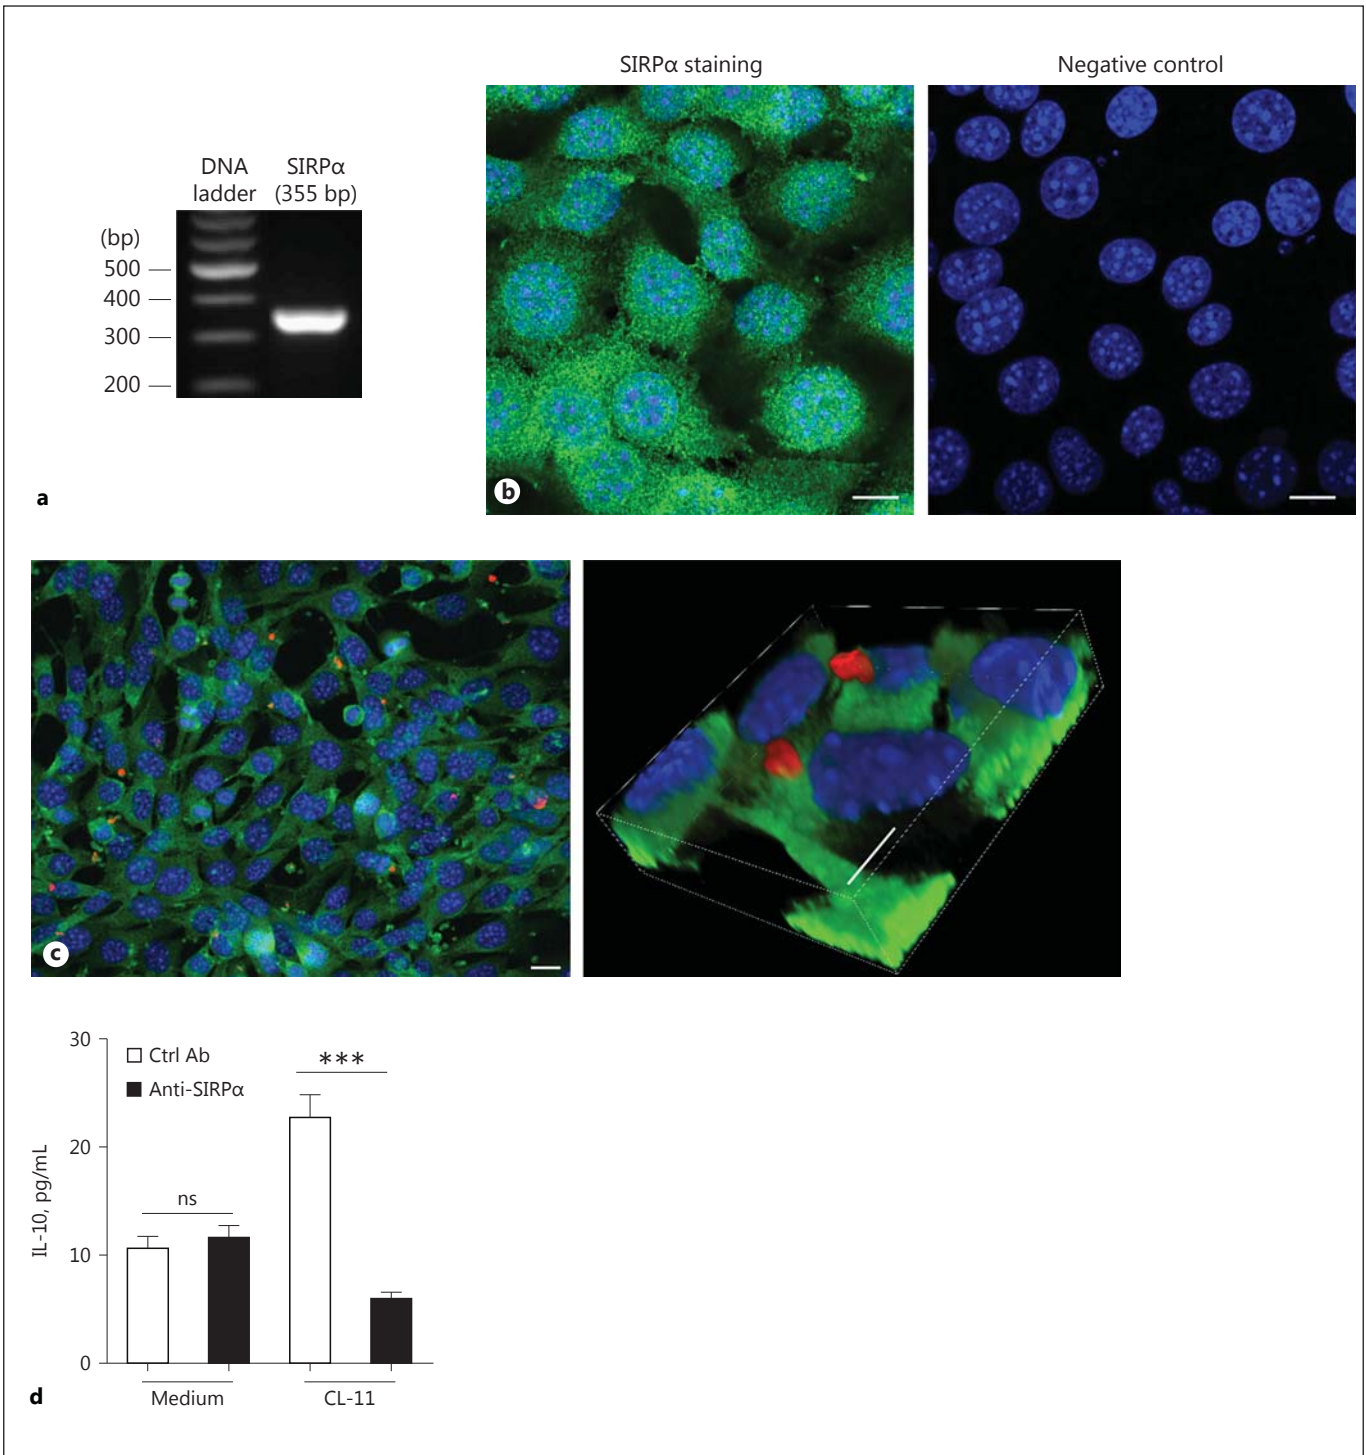 SIRPα staining
Negative control
DNA
ladder
SIRPα
(355 bp)
(bp)
500
400
300
200
a
b
c
30
20
10
0
IL-10, pg/mL
Ctrl Ab
Anti-SIRPα
ns
***
Medium
CL-11
d